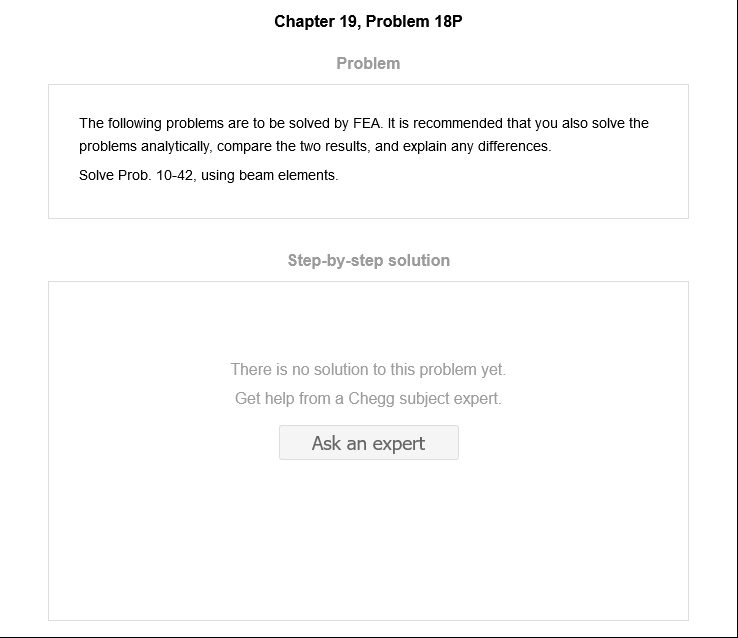 Chapter 19, Problem 18P
Problem
The following problems are to be solved by FEA. It is recommended that you also solve the
problems analytically, compare the two results, and explain any differences.
Solve Prob. 10-42, using beam elements.
Step-by-step solution
There is no solution to this problem yet.
Get help from a Chegg subject expert.
Ask an expert